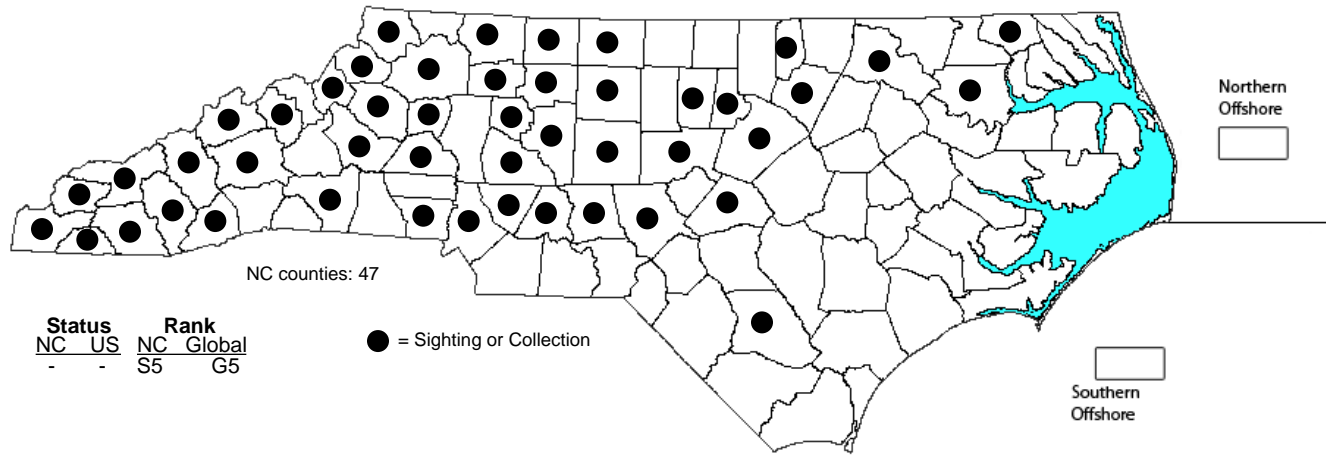 Northern
Offshore
NC counties: 47
Status Rank
NC US NC Global
- - S5 G5
= Sighting or Collection
Southern
Offshore